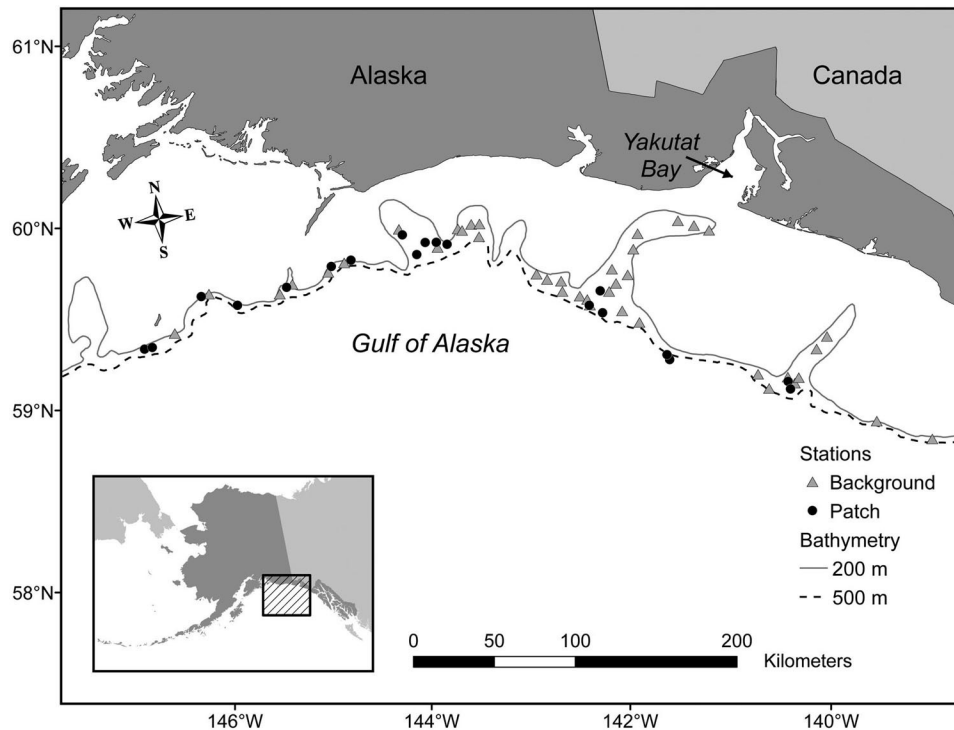 61°N
60°N
59°N
58°N
Alaska
Canada
Yakutat
Bay
N
W E
S
Gulf of Alaska
Stations
Background
Patch
Bathymetry
200 m
500 m
0 50 100 200
Kilometers
146°W 144°W 142°W 140°W